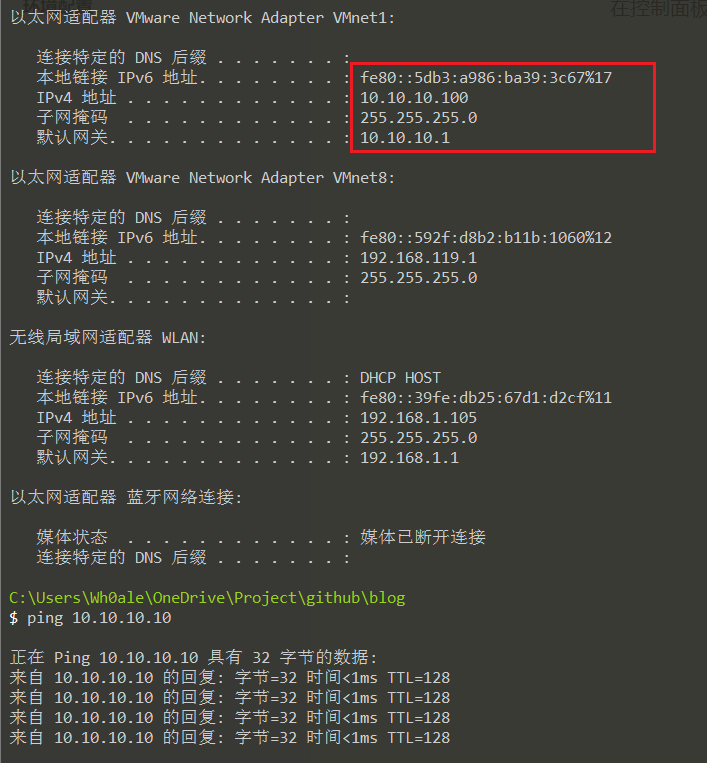 环境配置
在控制面板
以太网适配器 VMware Network Adapter VMnet1:
连接特定的 DNS 后缀 . . . . . . . :
本地链接 IPv6 地址. . . . . . . . : fe80::5db3:a986:ba39:3c67%17
IPv4 地址 . . . . . . . . . . . . : 10.10.10.100
子网掩码 . . . . . . . . . . . . : 255.255.255.0
默认网关. . . . . . . . . . . . . : 10.10.10.1
以太网适配器 VMware Network Adapter VMnet8:
连接特定的 DNS 后缀 . . . . . . . :
本地链接 IPv6 地址. . . . . . . . : fe80::592f:d8b2:b11b:1060%12
IPv4 地址 . . . . . . . . . . . . : 192.168.119.1
子网掩码 . . . . . . . . . . . . : 255.255.255.0
默认网关. . . . . . . . . . . . . :
无线局域网适配器 WLAN:
连接特定的 DNS 后缀 . . . . . . . : DHCP HOST
本地链接 IPv6 地址. . . . . . . . : fe80::39fe:db25:67d1:d2cf%11
IPv4 地址 . . . . . . . . . . . . : 192.168.1.105
子网掩码 . . . . . . . . . . . . : 255.255.255.0
默认网关. . . . . . . . . . . . . : 192.168.1.1
以太网适配器 蓝牙网络连接:
媒体状态 . . . . . . . . . . . . : 媒体已断开连接
连接特定的 DNS 后缀 . . . . . . . :
C:\Users\Wh0ale\OneDrive\Project\github\blog
$ ping 10.10.10.10
正在 Ping 10.10.10.10 具有 32 字节的数据:
来自 10.10.10.10 的回复: 字节=32 时间<1ms TTL=128
来自 10.10.10.10 的回复: 字节=32 时间<1ms TTL=128
来自 10.10.10.10 的回复: 字节=32 时间<1ms TTL=128
来自 10.10.10.10 的回复: 字节=32 时间<1ms TTL=128